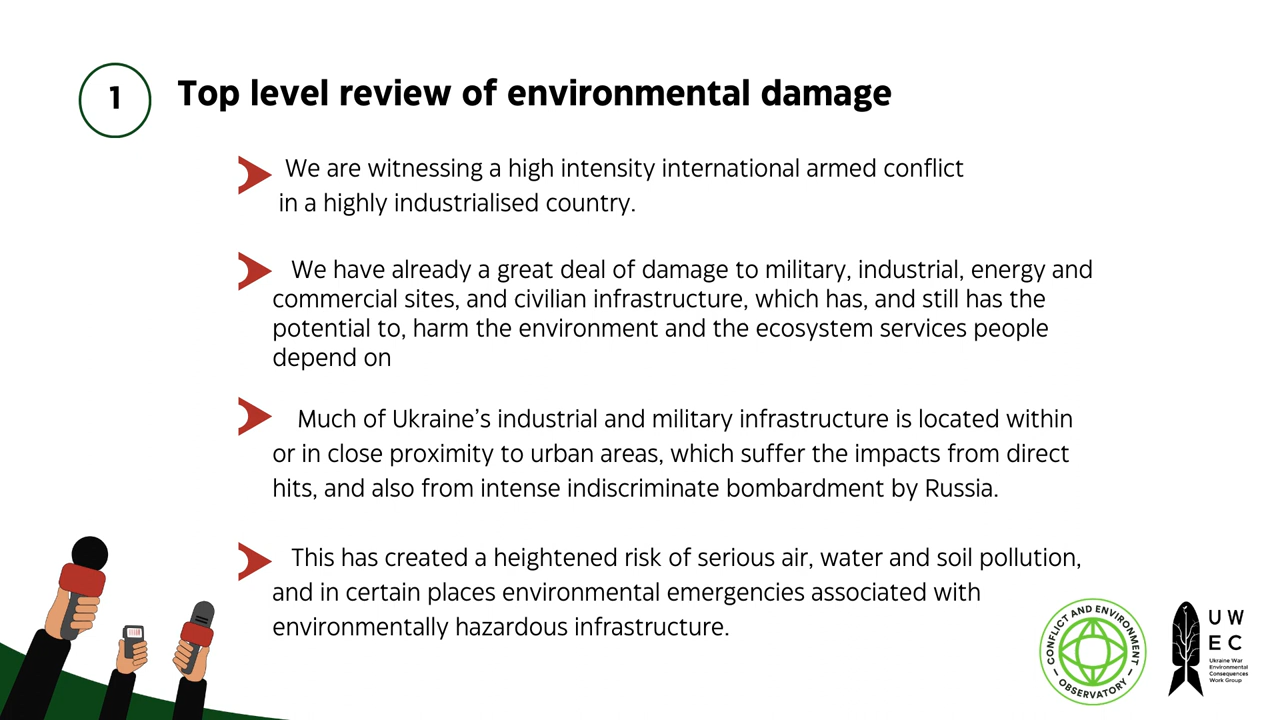 1
Top level review of environmental damage
We are witnessing a high intensity international armed conflict
in a highly industrialised country.
We have already a great deal of damage to military, industrial, energy and
commercial sites, and civilian infrastructure, which has, and still has the
potential to, harm the environment and the ecosystem services people
depend on
Much of Ukraine’s industrial and military infrastructure is located within
or in close proximity to urban areas, which suffer the impacts from direct
hits, and also from intense indiscriminate bombardment by Russia.
This has created a heightened risk of serious air, water and soil pollution,
and in certain places environmental emergencies associated with
environmentally hazardous infrastructure.
CONFLICT AND ENVIRONMENT
– OBSERVATORY –
U W
E C
Ukraine War
Environmental
Consequences
Work Group